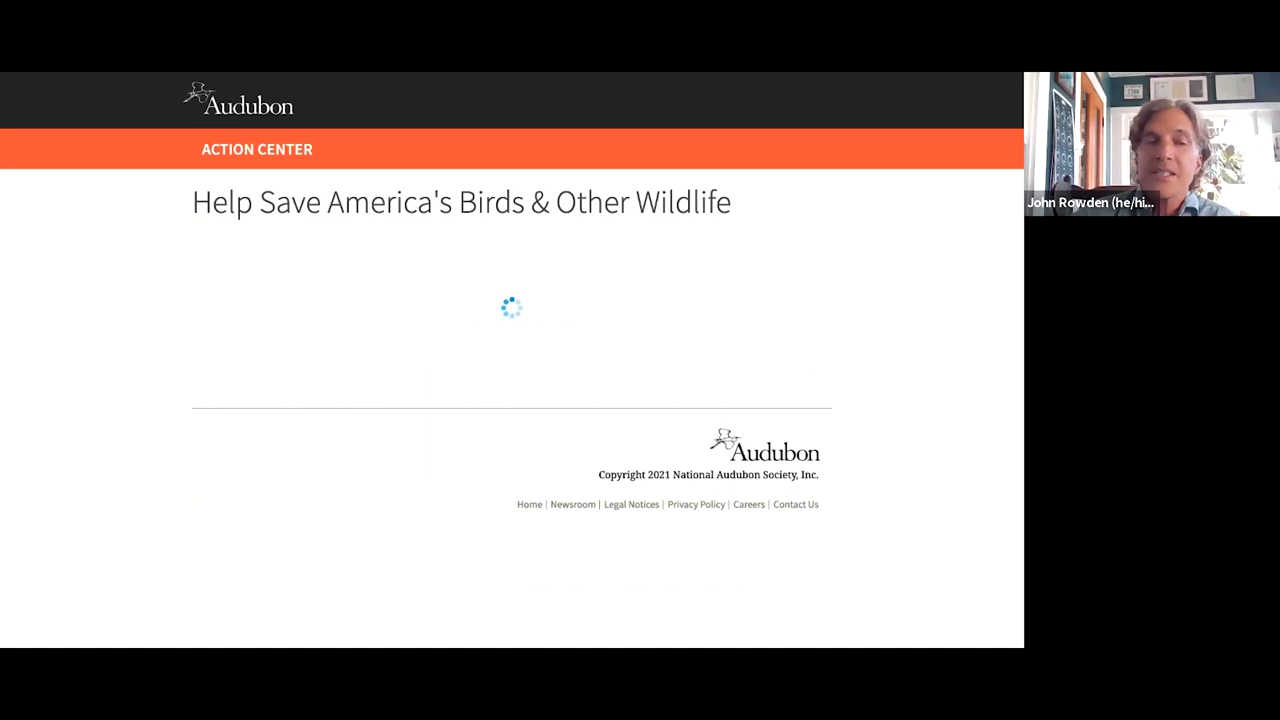 Audubon
ACTION CENTER
Help Save America's Birds & Other Wildlife
John Rowden (he/hi...
Audubon
Copyright 2021 National Audubon Society, Inc.
Home | Newsroom | Legal Notices | Privacy Policy | Careers | Contact Us